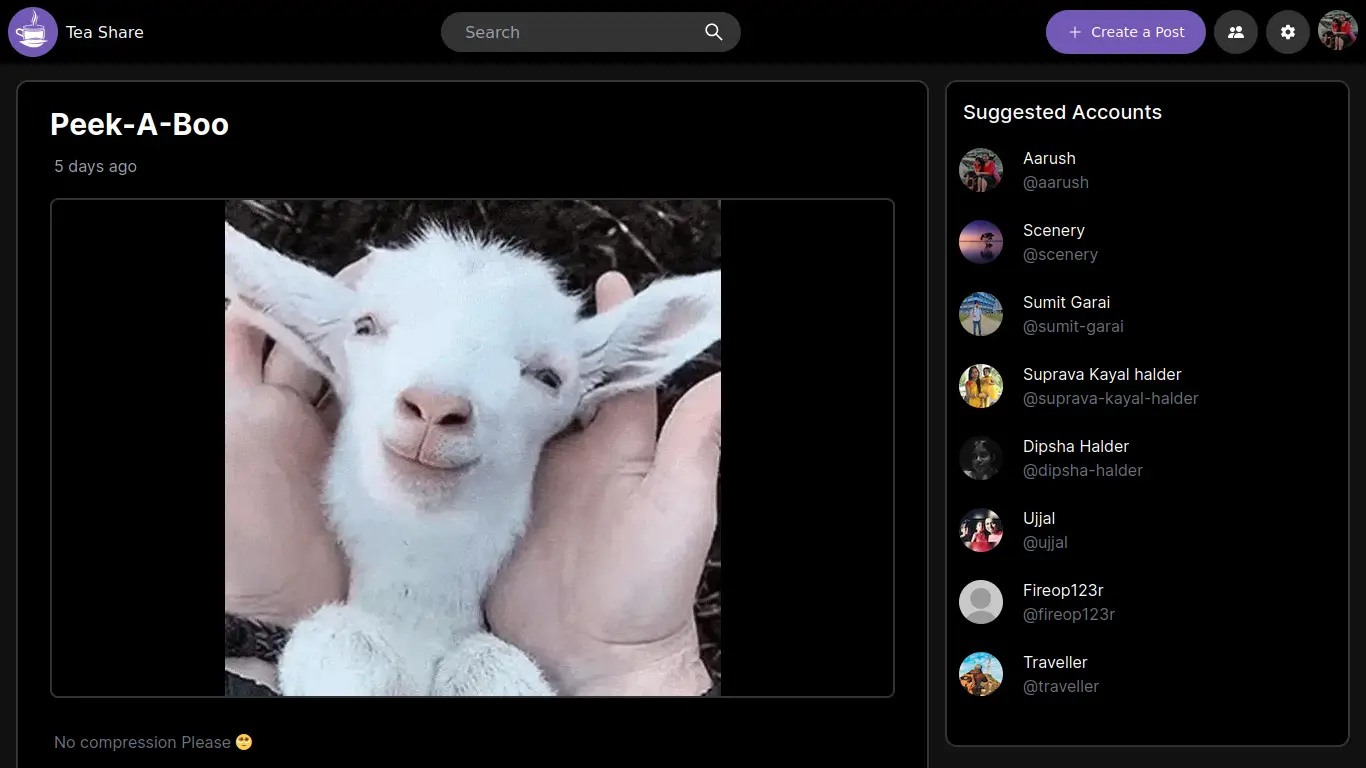 Tea Share
Search
Create a Post
Peek-A-Boo
5 days ago
No compression Please 🥺
Suggested Accounts
Aarush
@aarush
Scenery
@scenery
Sumit Garai
@sumit-garai
Suprava Kayal halder
@suprava-kayal-halder
Dipsha Halder
@dipsha-halder
Ujjal
@ujjal
Fireop123r
@fireop123r
Traveller
@traveller